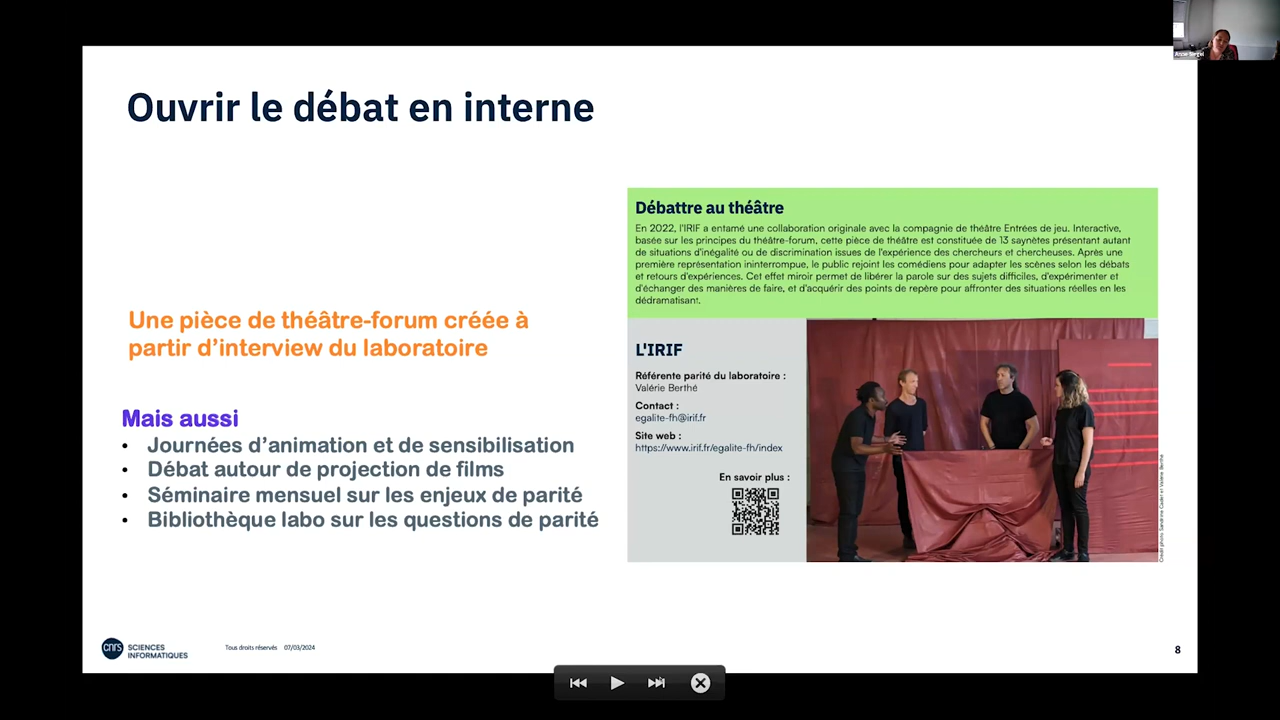 Ouvrir le débat en interne
Une pièce de théâtre-forum créée à
partir d’interview du laboratoire
Mais aussi
• Journées d’animation et de sensibilisation
• Débat autour de projection de films
• Séminaire mensuel sur les enjeux de parité
• Bibliothèque labo sur les questions de parité
Débattre au théâtre
En 2022, l'IRIF a entamé une collaboration originale avec la compagnie de théâtre Entrées de jeu. Interactive,
basée sur les principes du théâtre-forum, cette pièce de théâtre est constituée de 13 saynètes présentant autant
de situations d'inégalité ou de discrimination issues de l'expérience des chercheurs et chercheuses. Après une
première représentation ininterrompue, le public rejoint les comédiens pour adapter les scènes selon les débats
et retours d'expériences. Cet effet miroir permet de libérer la parole sur des sujets difficiles, d'expérimenter et
d'échanger des manières de faire, et d'acquérir des points de repère pour affronter des situations réelles en les
dédramatisant.
L'IRIF
Référente parité du laboratoire :
Valérie Berthé
Contact :
egalite-fh@irif.fr
Site web :
https://www.irif.fr/egalite-fh/index
En savoir plus :
Crédit photo Sandrine Cadet et Valérie Berthé
cnrs SCIENCES
INFORMATIQUES
Tous droits réservés 07/03/2024
8